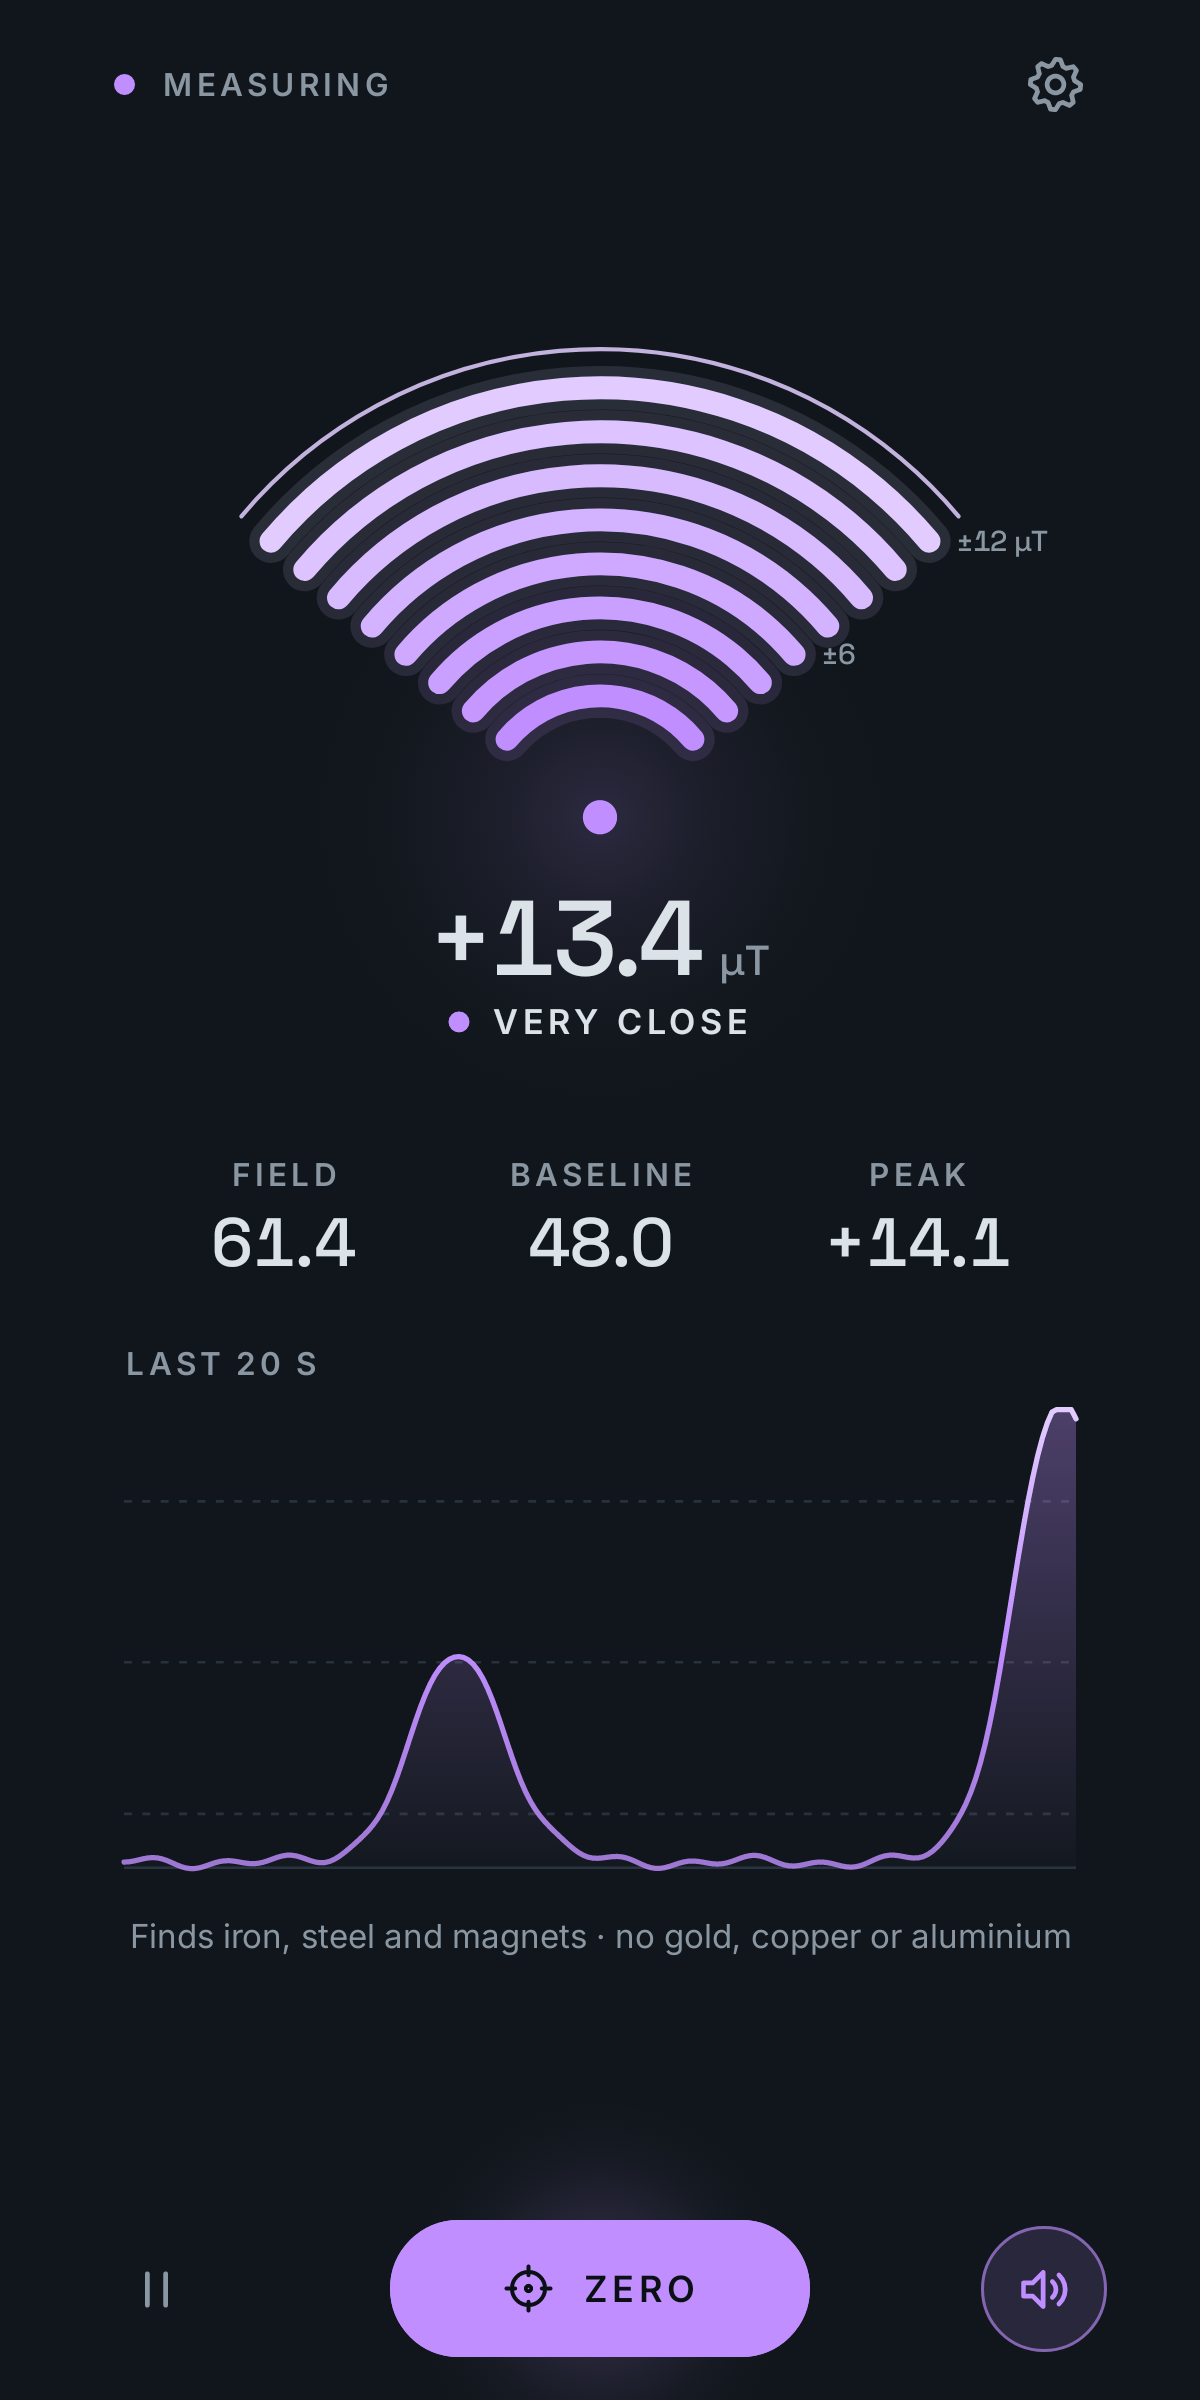 MEASURING
±12 µT
±6
+13.4 µT
VERY CLOSE
FIELD BASELINE PEAK
61.4 48.0 +14.1
LAST 20 S
Finds iron, steel and magnets · no gold, copper or aluminium
ZERO